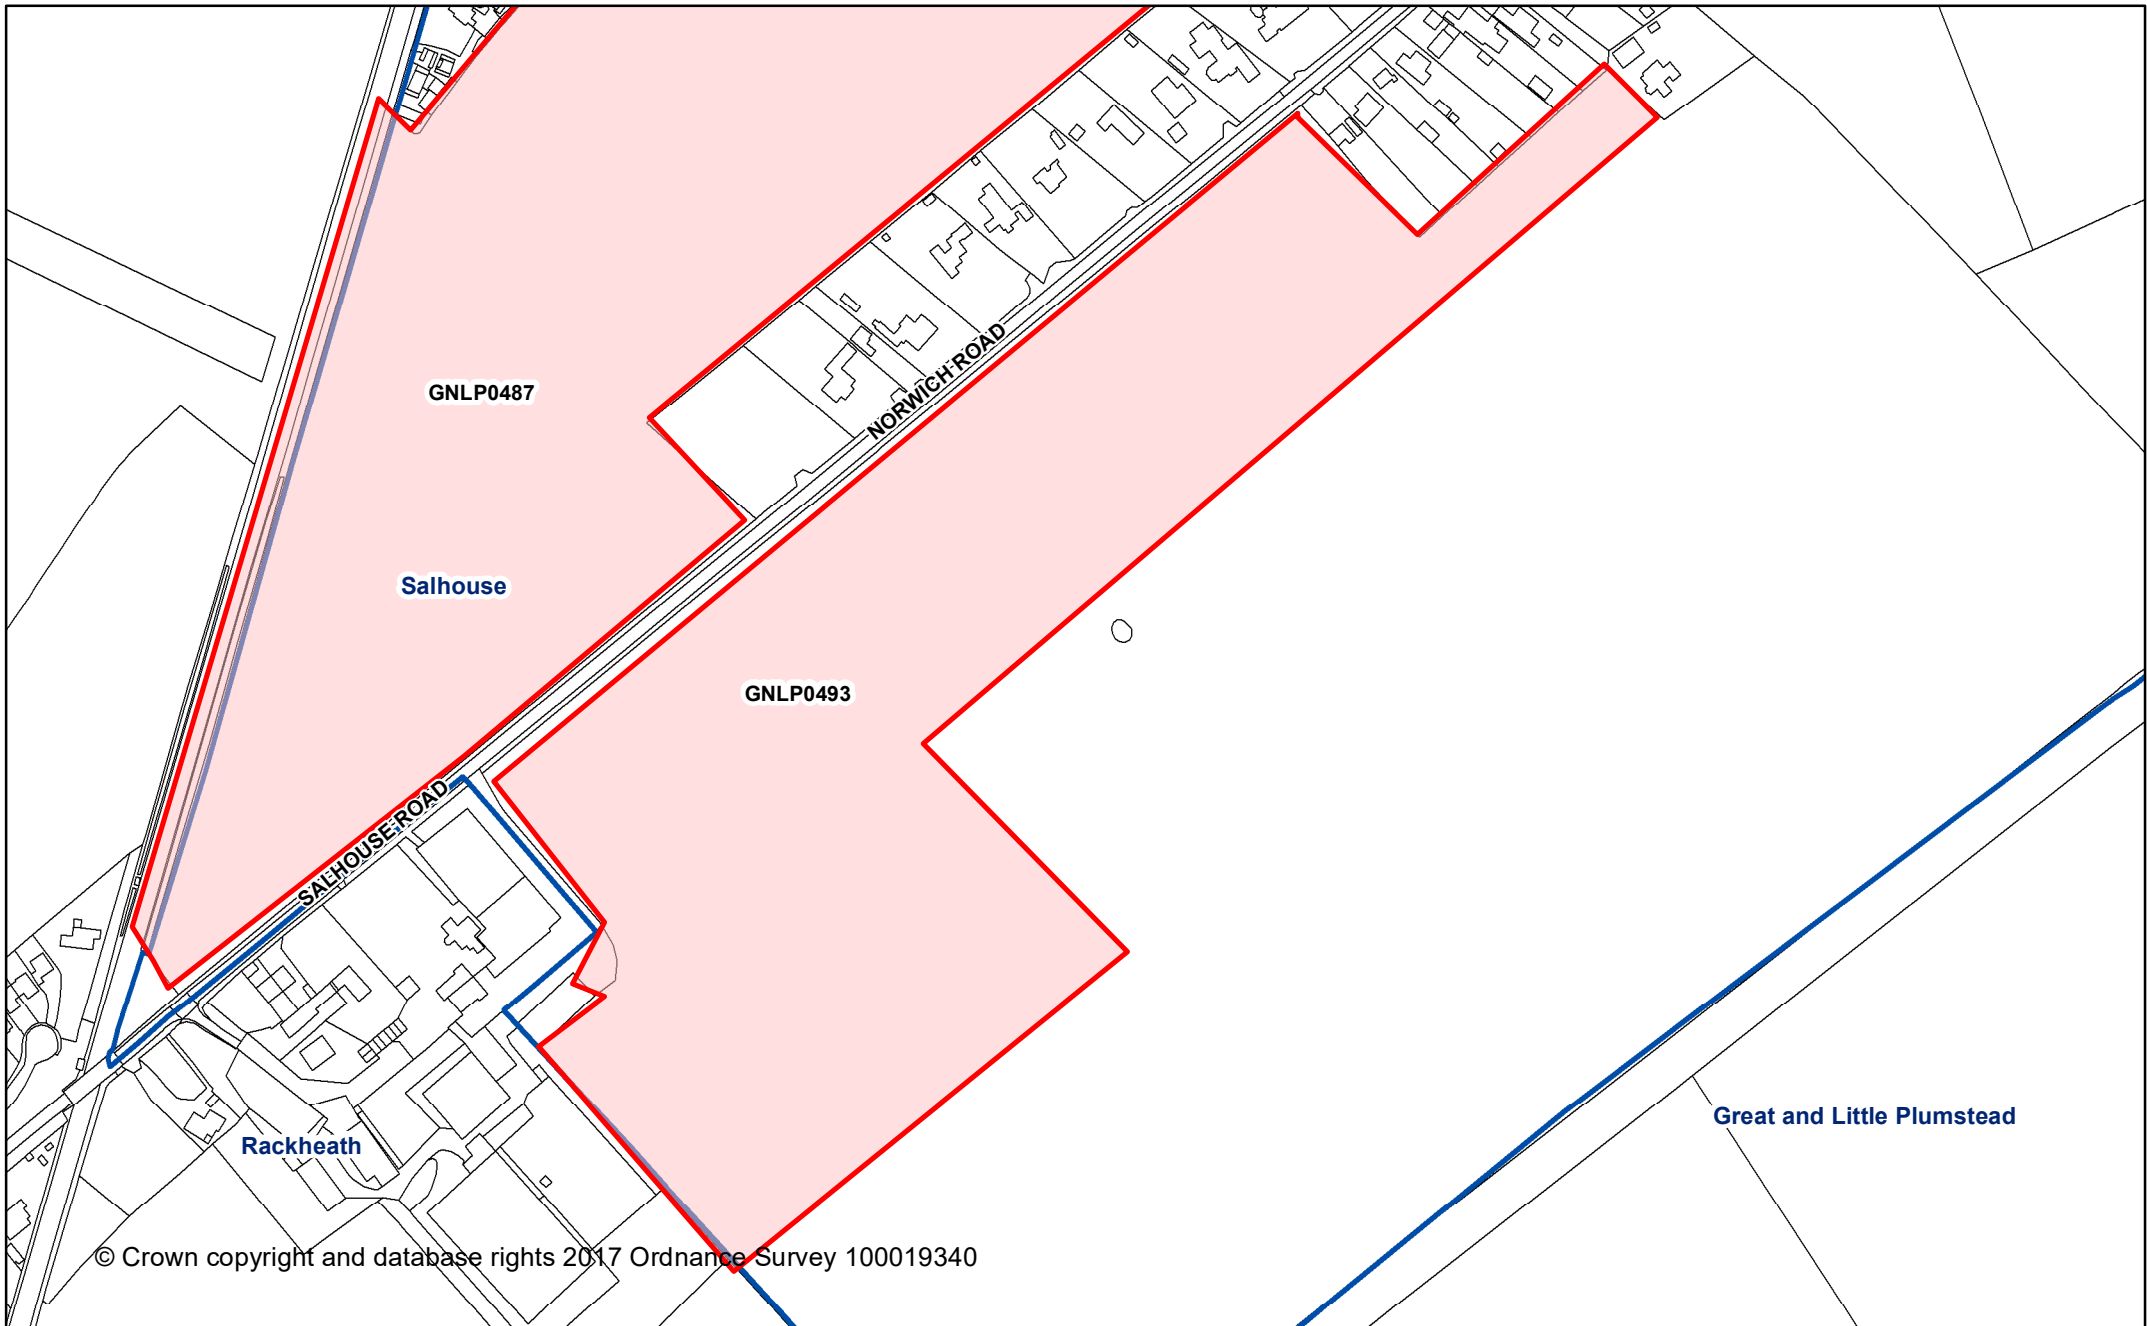 GNLP0487
NORWICH ROAD
Salhouse
GNLP0493
SALHOUSE ROAD
Great and Little Plumstead
Rackheath
© Crown copyright and database rights 2017 Ordnance Survey 100019340